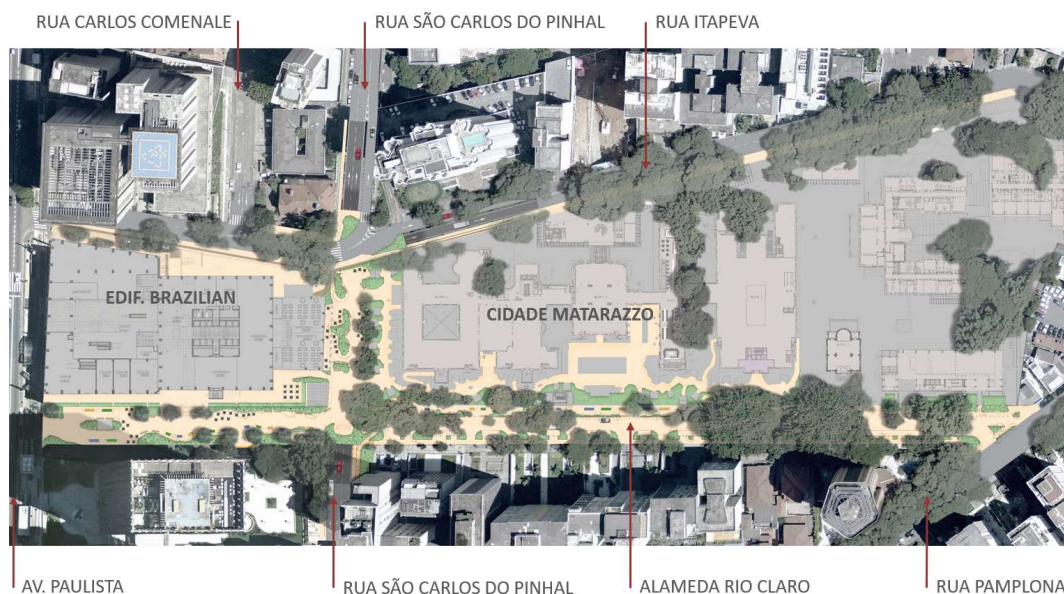 RUA CARLOS COMENALE
RUA SÃO CARLOS DO PINHAL
RUA ITAPEVA
EDIF. BRAZILIAN
CIDADE MATARAZZO
AV. PAULISTA
RUA SÃO CARLOS DO PINHAL
ALAMEDA RIO CLARO
RUA PAMPLONA